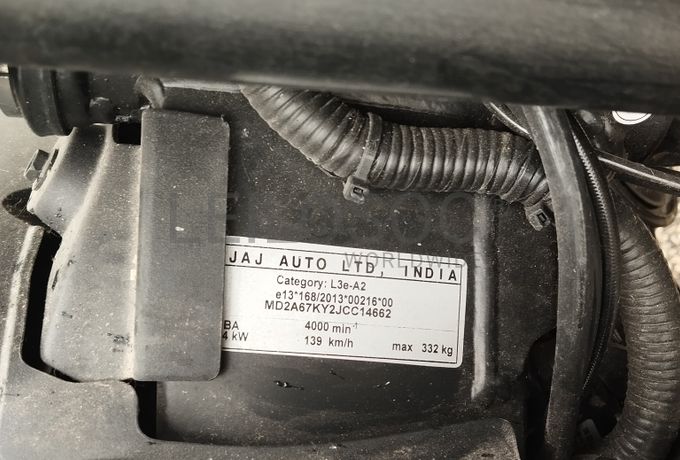 JAJ AUTO LTD, INDIA
Category: L3e-A2
e13*168/2013*00216*00
MD2A67KY2JCC14662
BA 4000 min⁻¹
4 kW 139 km/h max 332 kg
WORLDWIDE